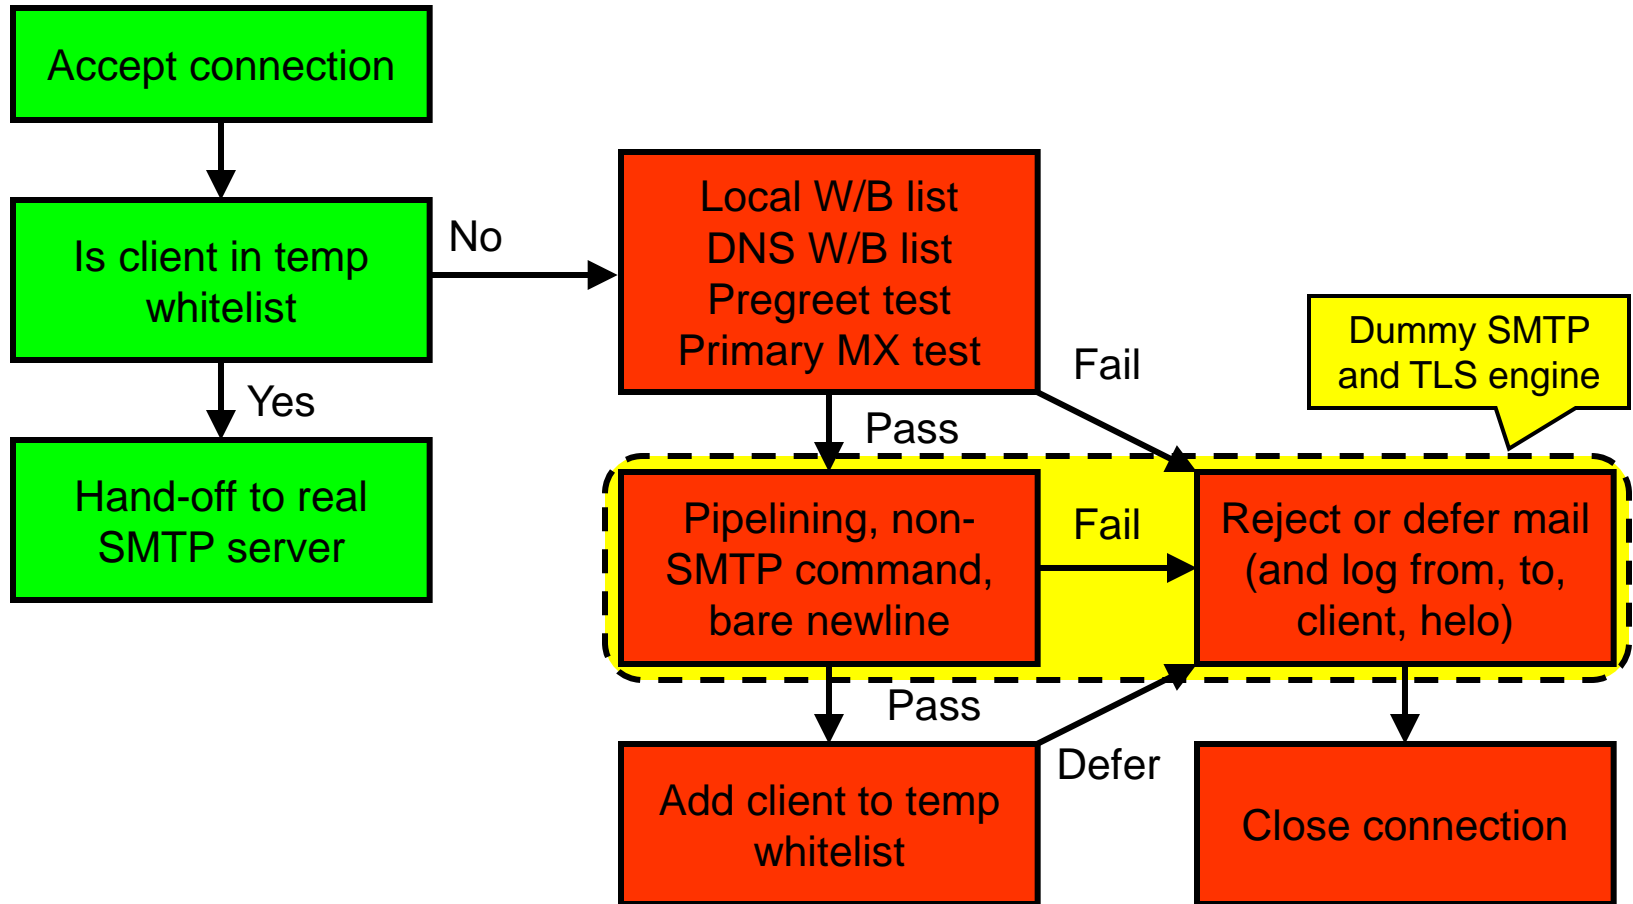 Accept connection
Is client in temp
whitelist
No
Yes
Hand-off to real
SMTP server
Local W/B list
DNS W/B list
Pregreet test
Primary MX test
Fail
Pass
Dummy SMTP
and TLS engine
Pipelining, non-
SMTP command,
bare newline
Fail
Reject or defer mail
(and log from, to,
client, helo)
Pass
Defer
Add client to temp
whitelist
Close connection